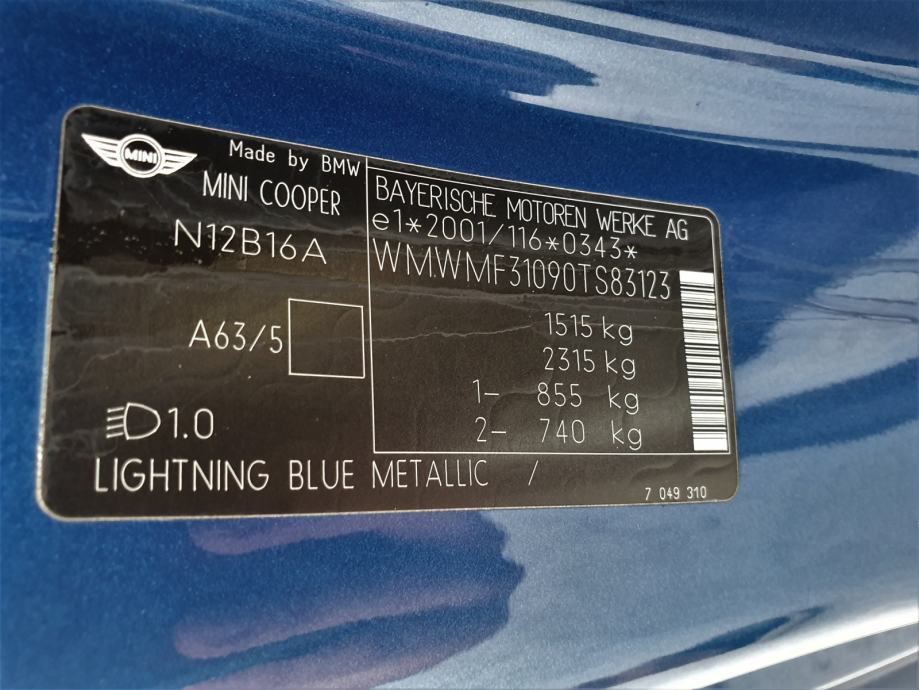 MINI
Made by BMW
MINI COOPER
N12B16A
A63/5
1.0
BAYERISCHE MOTOREN WERKE AG
e1*2001/116*0343*
WMWMF31090TS83123
1515 kg
2315 kg
1- 855 kg
2- 740 kg
LIGHTNING BLUE METALLIC /
7 049 310